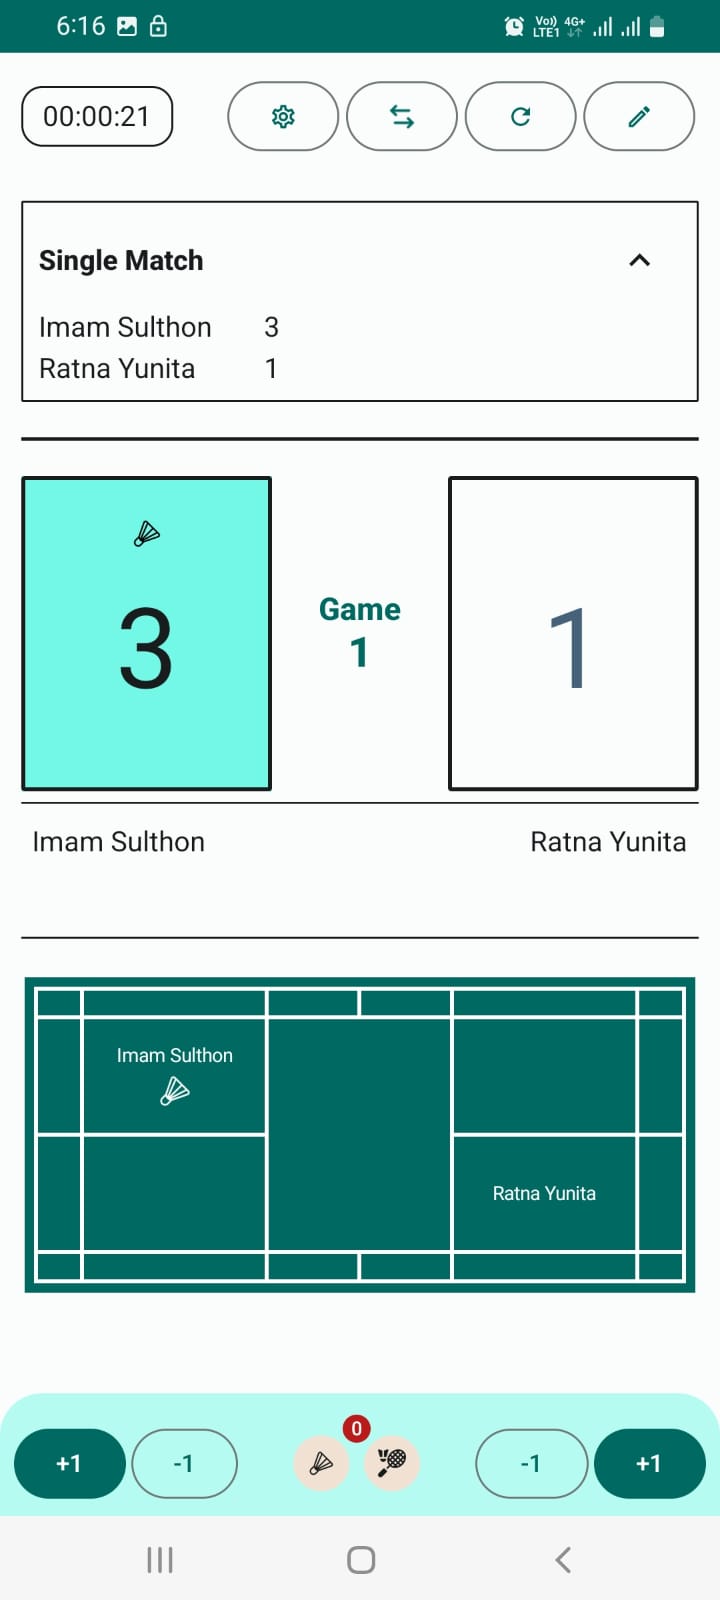 6:16 Vo)) LTE1 4G+
00:00:21
Single Match
Imam Sulthon 3
Ratna Yunita 1
3
Game
1
1
Imam Sulthon Ratna Yunita
Imam Sulthon
Ratna Yunita
0
+1 -1 -1 +1